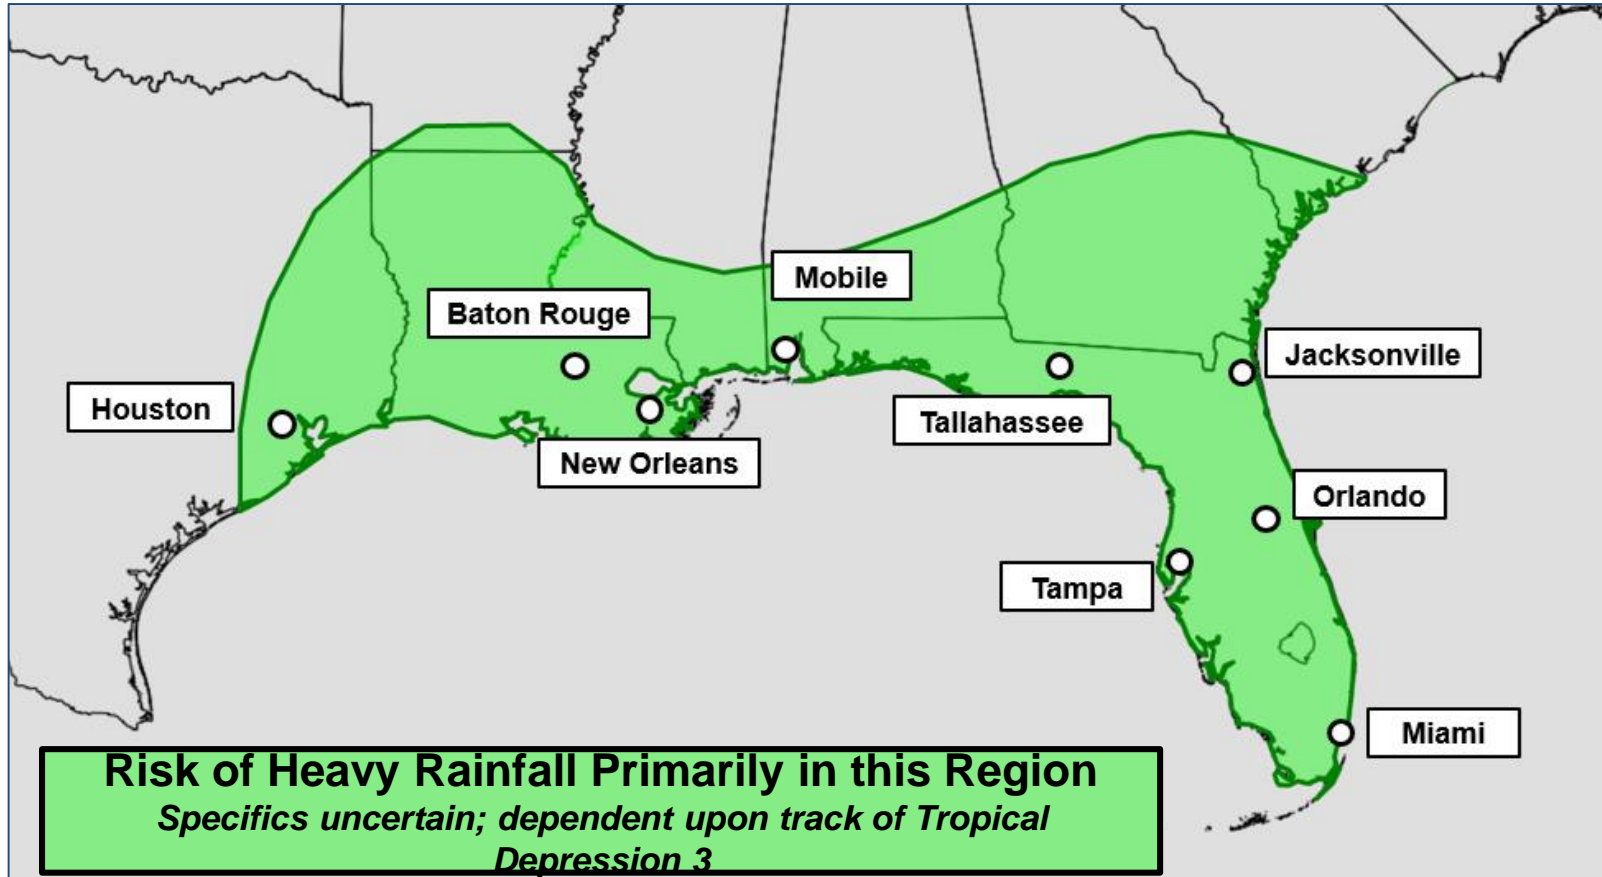 Mobile
Baton Rouge
Jacksonville
Houston
Tallahassee
New Orleans
Orlando
Tampa
Miami
Risk of Heavy Rainfall Primarily in this Region
Specifics uncertain; dependent upon track of Tropical
Depression 3